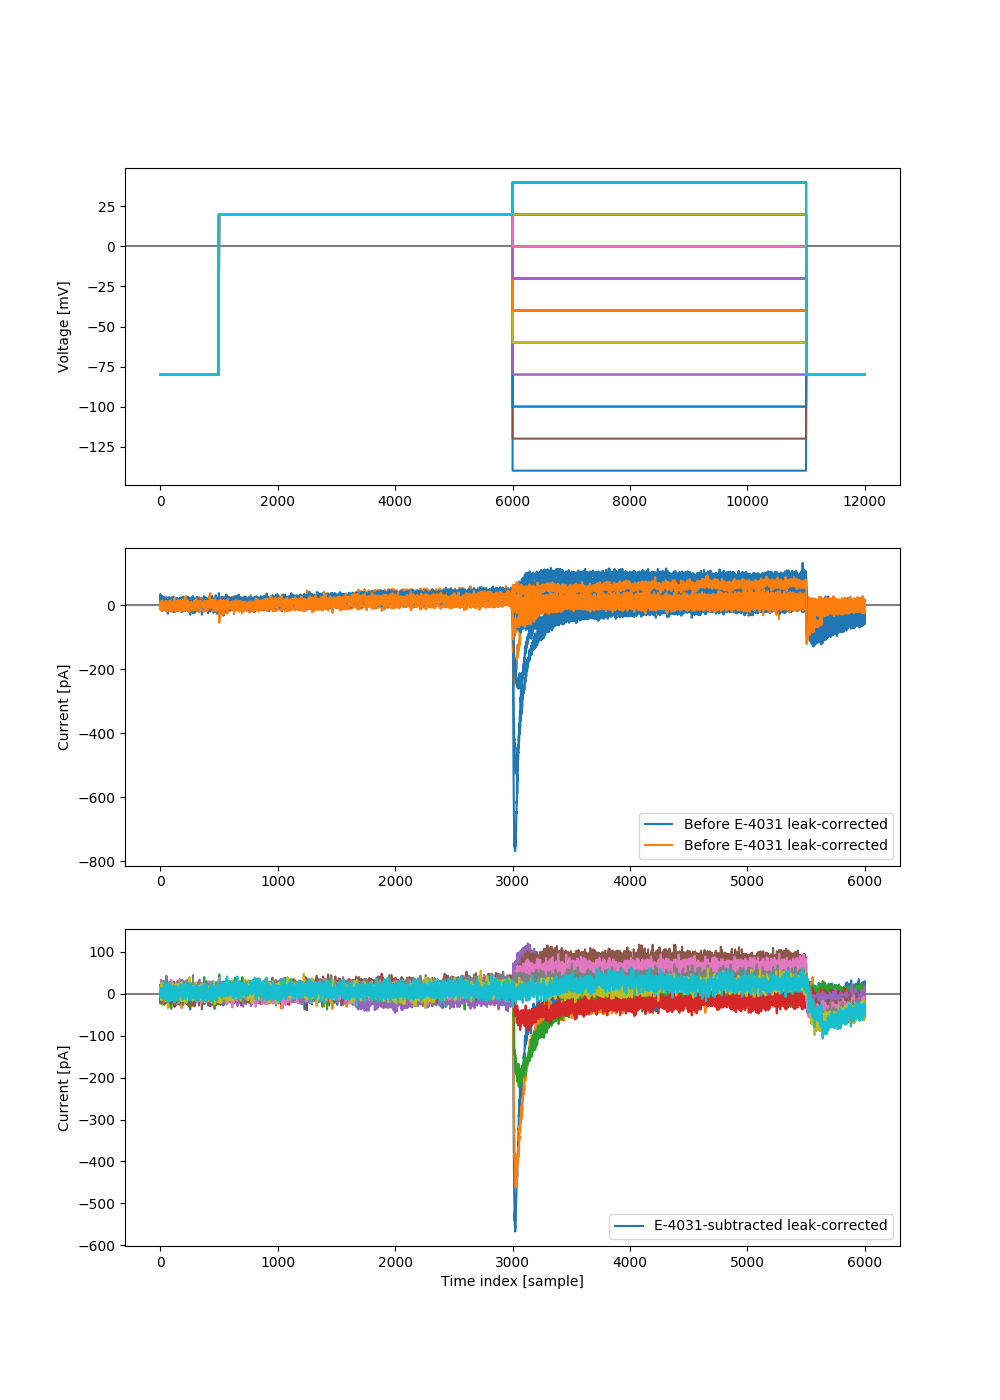 25
0
−25
−50
−75
−100
−125
Voltage [mV]
0 2000 4000 6000 8000 10000 12000
0
−200
−400
−600
−800
Current [pA]
Before E-4031 leak-corrected
Before E-4031 leak-corrected
0 1000 2000 3000 4000 5000 6000
100
0
−100
−200
−300
−400
−500
−600
Current [pA]
E-4031-subtracted leak-corrected
0 1000 2000 3000 4000 5000 6000
Time index [sample]